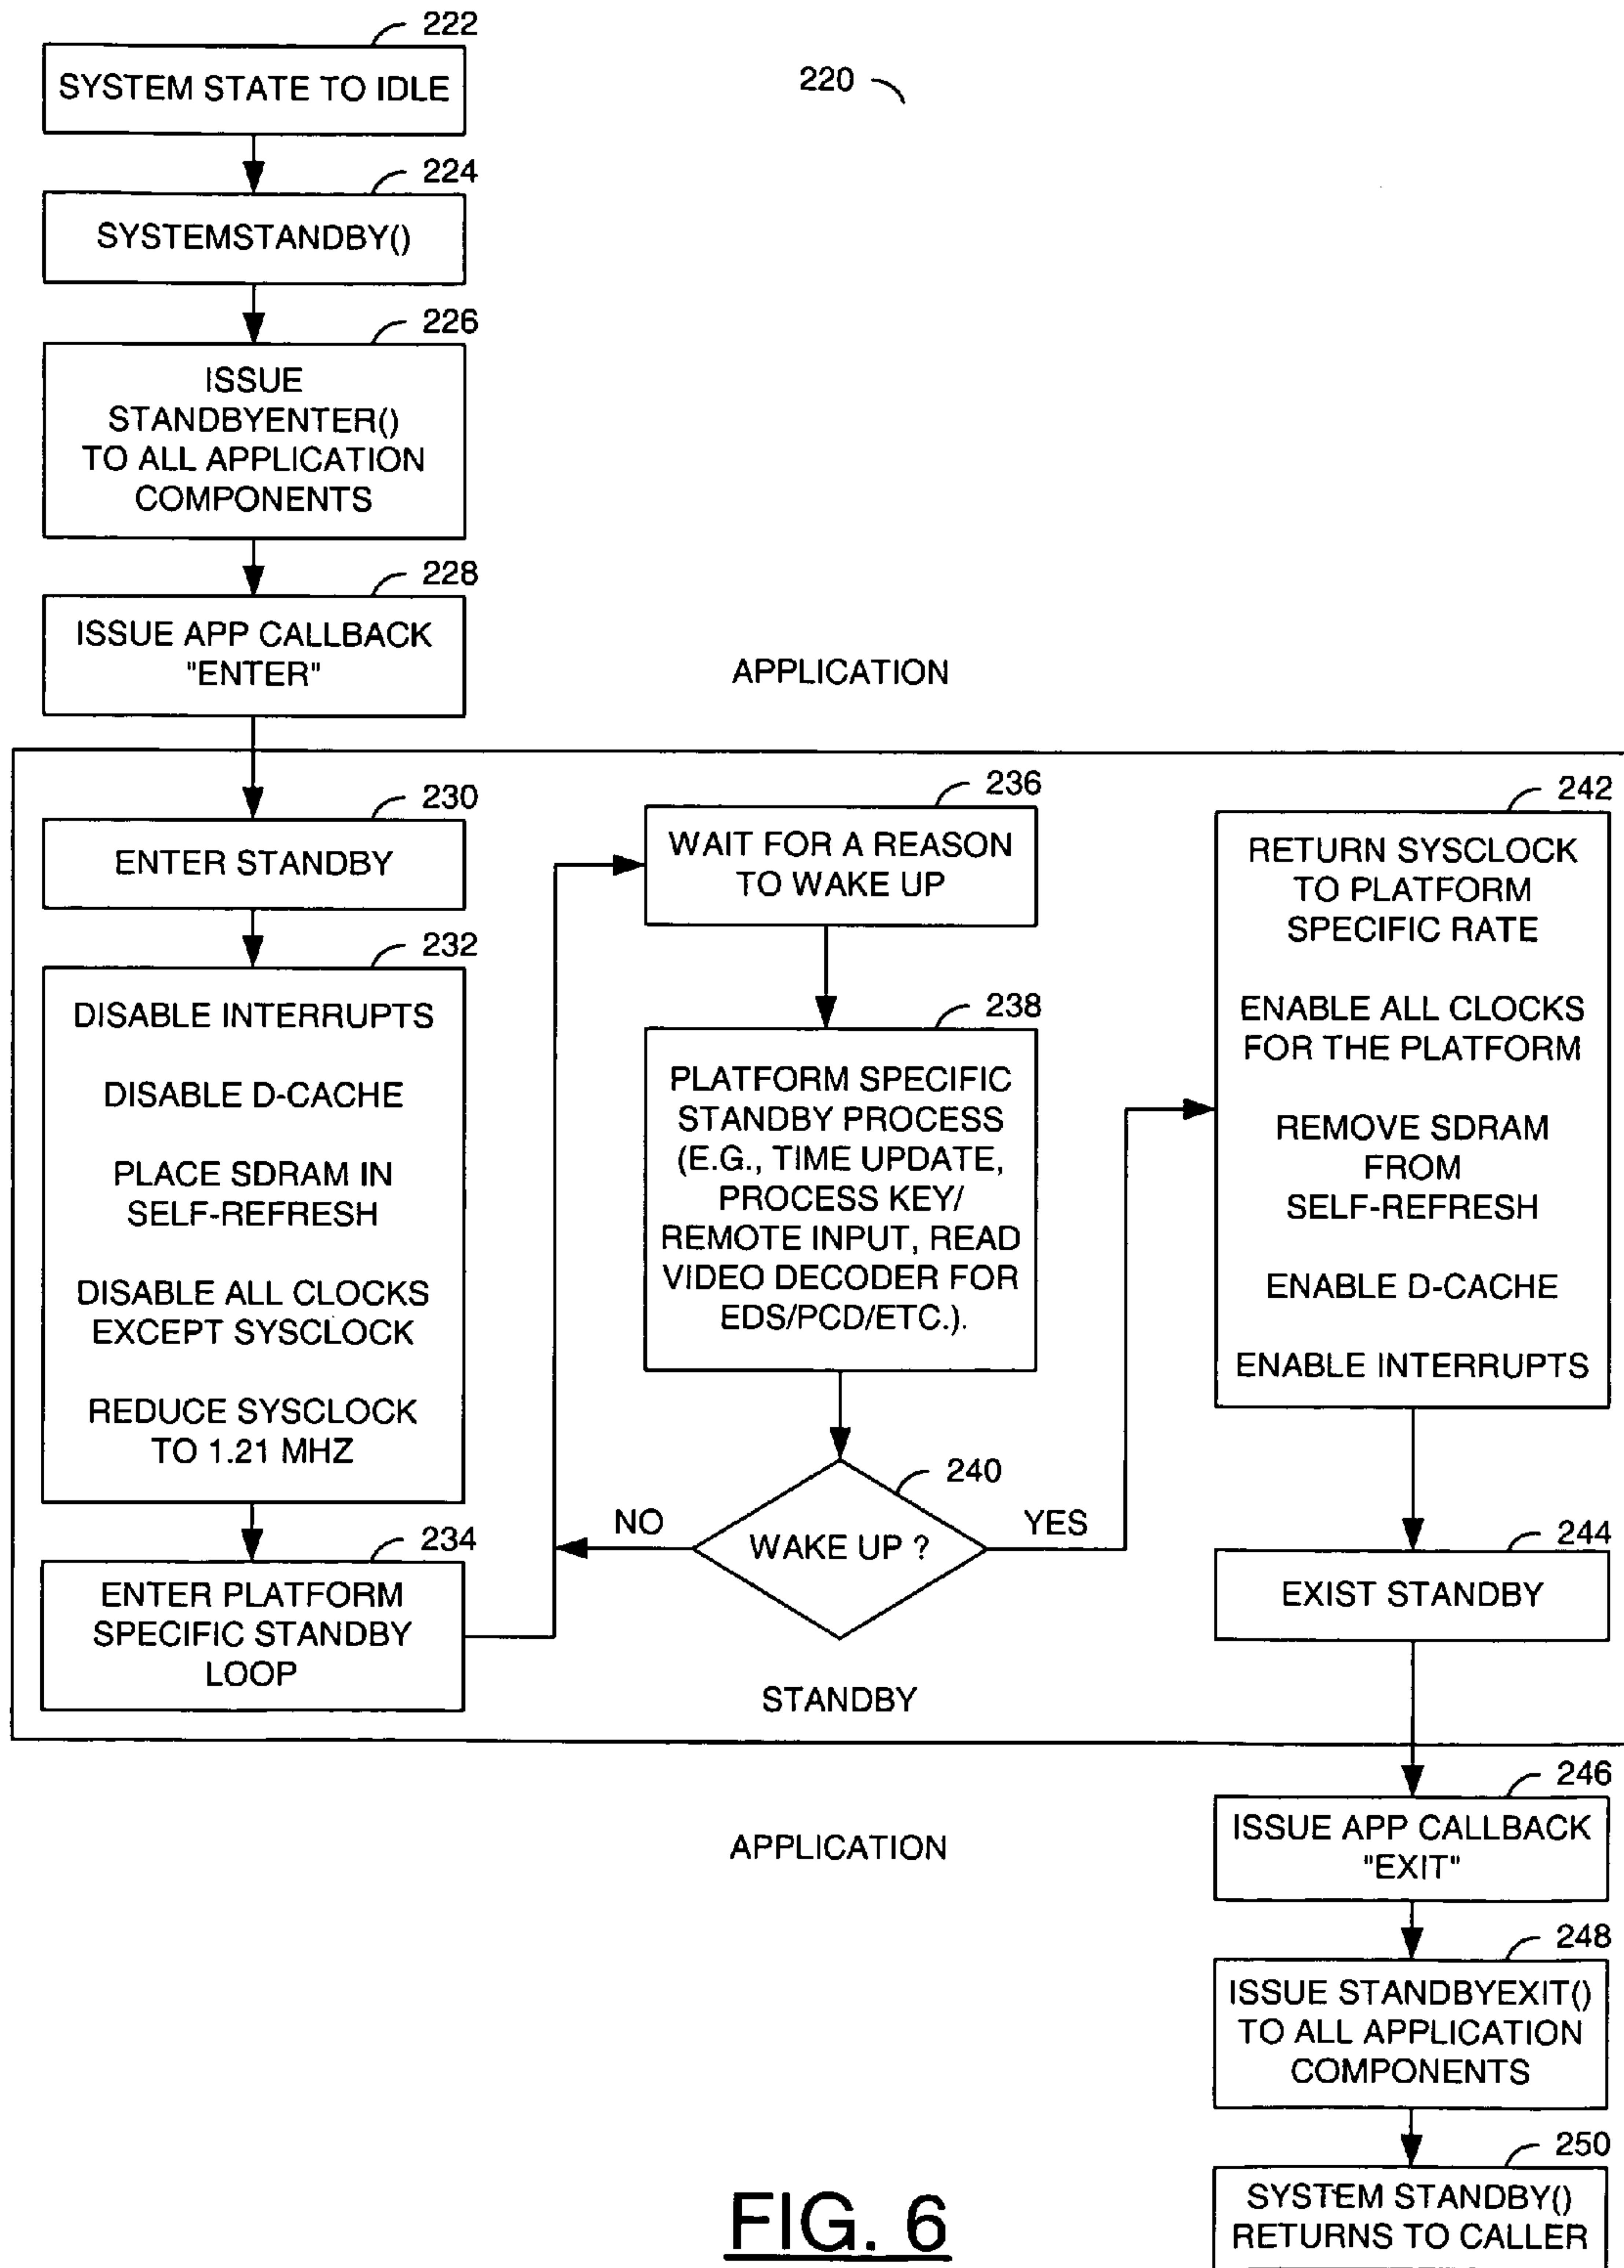 222
SYSTEM STATE TO IDLE
220
224
SYSTEMSTANDBY()
226
ISSUE
STANDBYENTER()
TO ALL APPLICATION
COMPONENTS
228
ISSUE APP CALLBACK
"ENTER"
APPLICATION
230
ENTER STANDBY
232
DISABLE INTERRUPTS
DISABLE D-CACHE
PLACE SDRAM IN
SELF-REFRESH
DISABLE ALL CLOCKS
EXCEPT SYSCLOCK
REDUCE SYSCLOCK
TO 1.21 MHZ
234
ENTER PLATFORM
SPECIFIC STANDBY
LOOP
236
WAIT FOR A REASON
TO WAKE UP
238
PLATFORM SPECIFIC
STANDBY PROCESS
(E.G., TIME UPDATE,
PROCESS KEY/
REMOTE INPUT, READ
VIDEO DECODER FOR
EDS/PCD/ETC.).
240
NO
WAKE UP ?
YES
STANDBY
242
RETURN SYSCLOCK
TO PLATFORM
SPECIFIC RATE
ENABLE ALL CLOCKS
FOR THE PLATFORM
REMOVE SDRAM
FROM
SELF-REFRESH
ENABLE D-CACHE
ENABLE INTERRUPTS
244
EXIST STANDBY
246
ISSUE APP CALLBACK
"EXIT"
APPLICATION
248
ISSUE STANDBYEXIT()
TO ALL APPLICATION
COMPONENTS
250
SYSTEM STANDBY()
RETURNS TO CALLER
FIG. 6